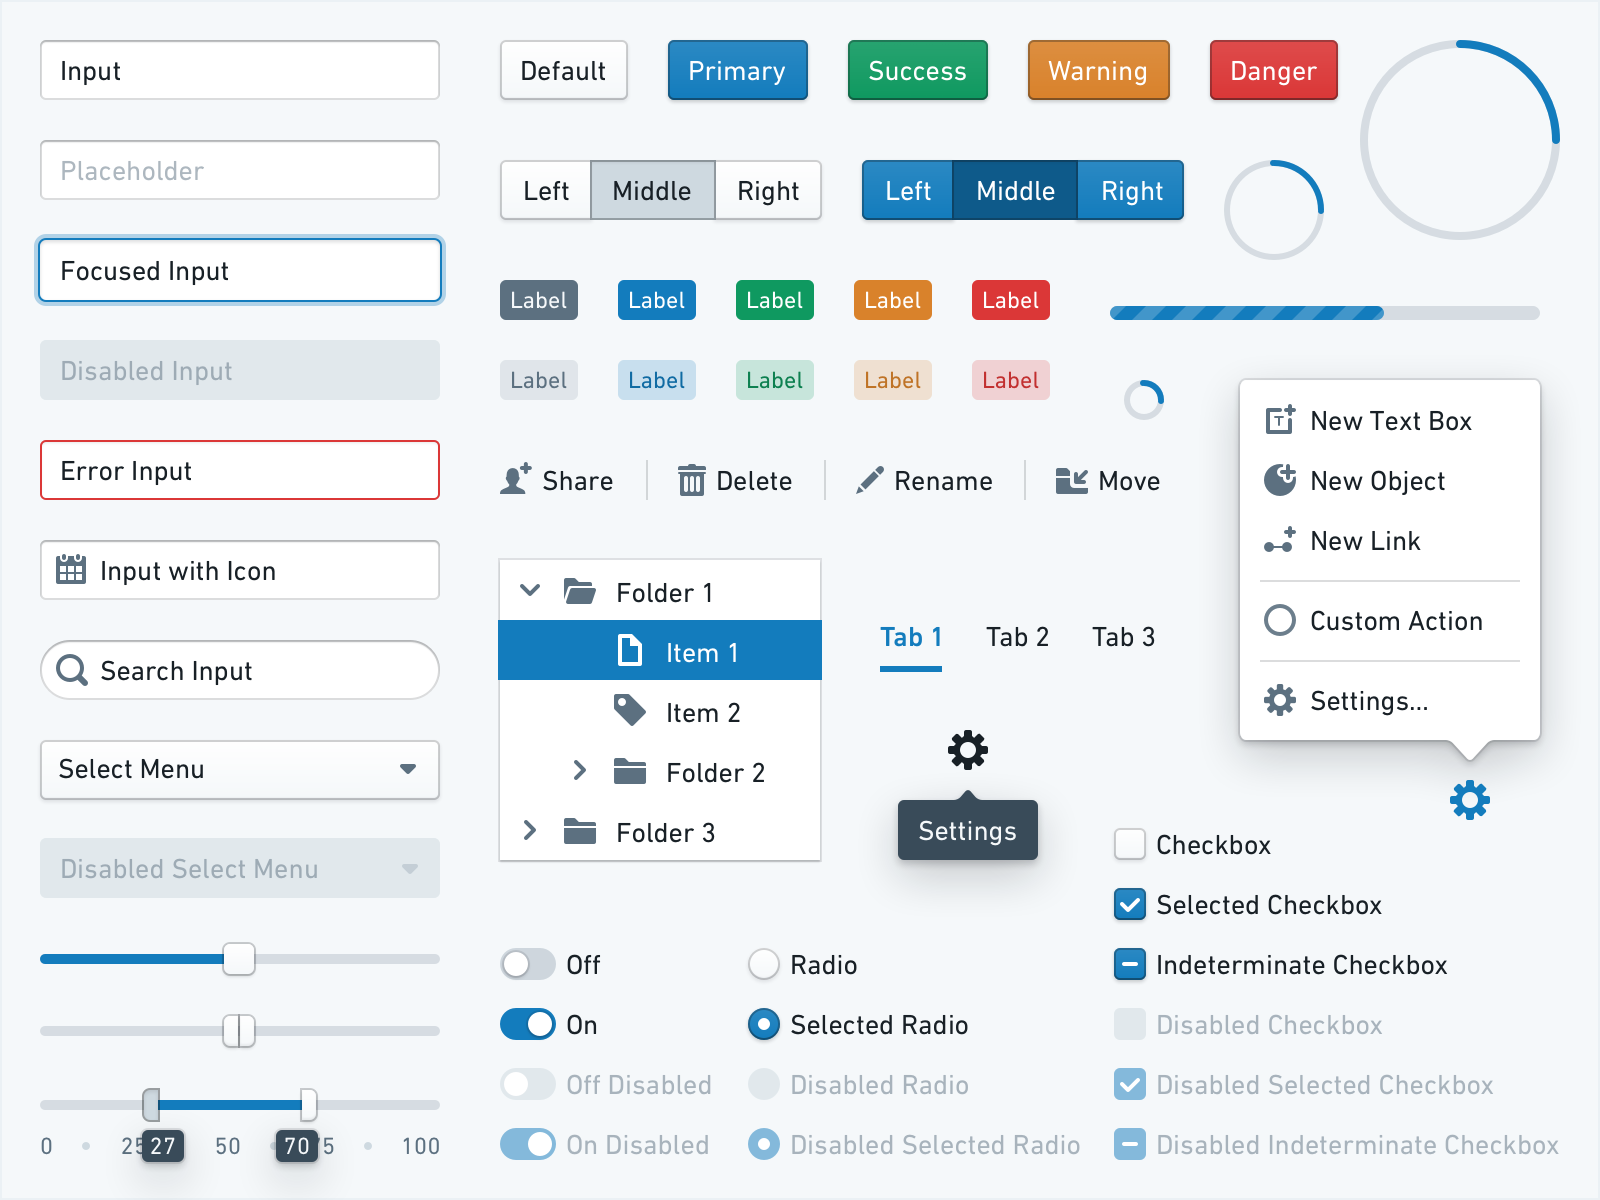 Input
Placeholder
Focused Input
Disabled Input
Error Input
Input with Icon
Search Input
Select Menu
Disabled Select Menu
0 25 27 50 70 75 100
Default Primary Success Warning Danger
Left Middle Right Left Middle Right
Label Label Label Label Label
Label Label Label Label Label
Share Delete Rename Move
Folder 1
Item 1
Item 2
Folder 2
Folder 3
Tab 1 Tab 2 Tab 3
Settings
T
New Text Box
New Object
New Link
Custom Action
Settings...
Off
On
Off Disabled
On Disabled
Radio
Selected Radio
Disabled Radio
Disabled Selected Radio
Checkbox
Selected Checkbox
Indeterminate Checkbox
Disabled Checkbox
Disabled Selected Checkbox
Disabled Indeterminate Checkbox